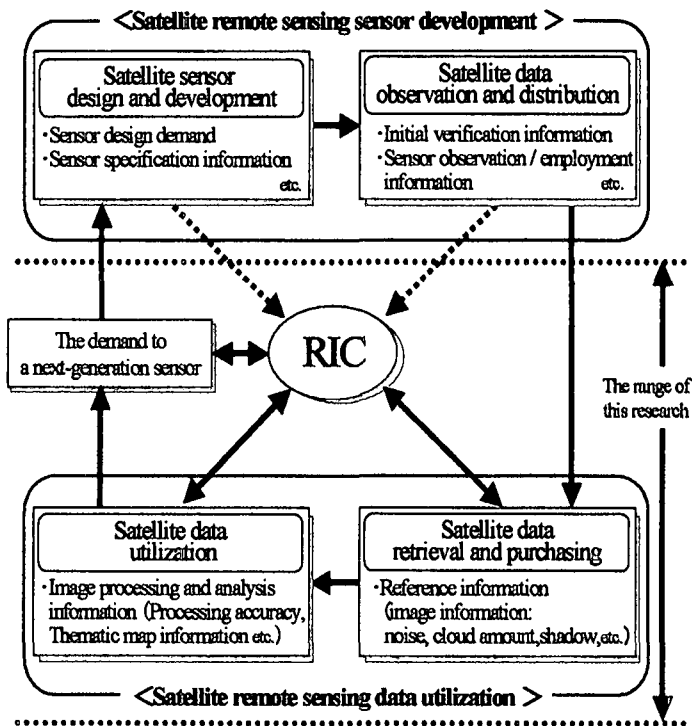 <Satellite remote sensing sensor development >
Satellite sensor
design and development
・Sensor design demand
・Sensor specification information
etc.
Satellite data
observation and distribution
・Initial verification information
・Sensor observation / employment
information etc.
The demand to
a next-generation sensor
RIC
The range of
this research
Satellite data
utilization
・Image processing and analysis
information (Processing accuracy,
Thematic map information etc.)
Satellite data
retrieval and purchasing
・Reference information
(image information:
noise, cloud amount,shadow,etc.)
<Satellite remote sensing data utilization >